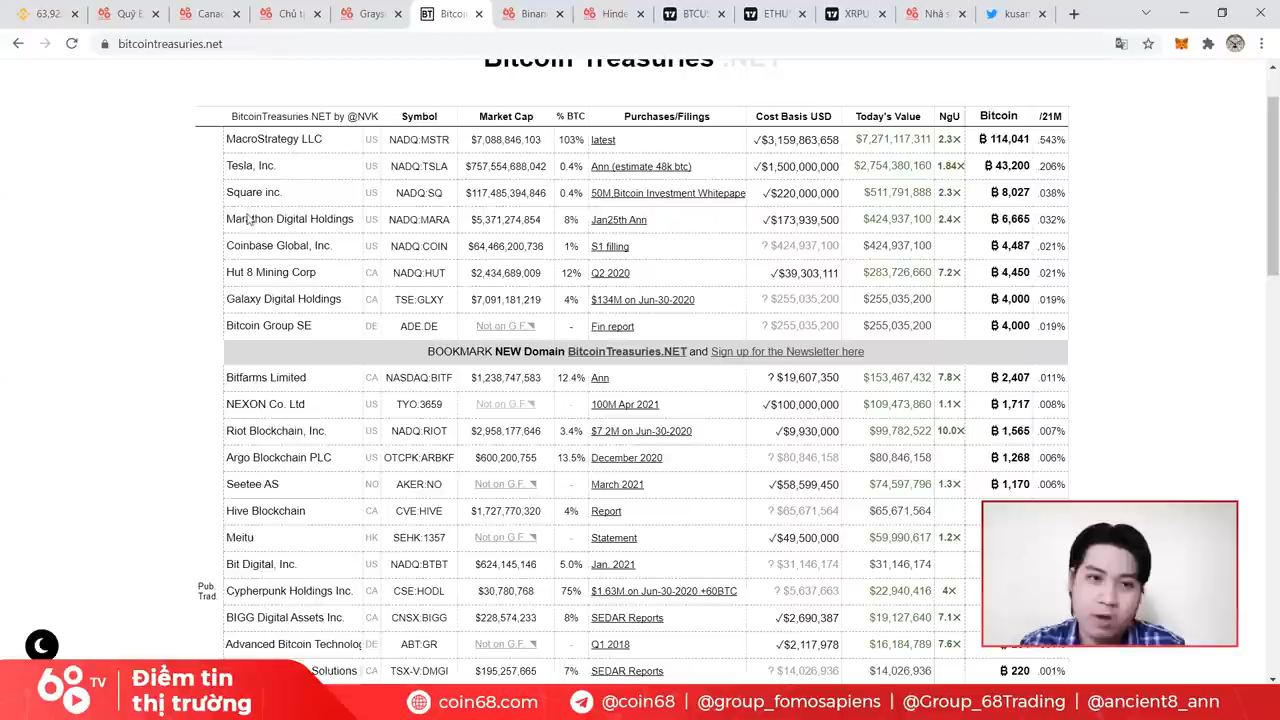 63,92
Quỹ E
Canad
Chủ t
Grays
BT
Bitcoi
Binan
Hinde
BTCU
ETHU
XRPU
Nhà s
kusan
bitcointreasuries.net
Bitcoin Treasuries .NET
BitcoinTreasuries.NET by @NVK Symbol Market Cap % BTC Purchases/Filings Cost Basis USD Today's Value NgU Bitcoin /21M
MacroStrategy LLC US NADQ:MSTR $7,088,846,103 103% latest ✓$3,159,863,658 $7,271,117,311 2.3✕ ₿ 114,041 .543%
Tesla, Inc. US NADQ:TSLA $757,554,688,042 0.4% Ann (estimate 48k btc) ✓$1,500,000,000 $2,754,380,160 1.84✕ ₿ 43,200 .206%
Square inc. US NADQ:SQ $117,485,394,846 0.4% 50M,Bitcoin Investment Whitepape ✓$220,000,000 $511,791,888 2.3✕ ₿ 8,027 .038%
Marathon Digital Holdings US NADQ:MARA $5,371,274,854 8% Jan25th Ann ✓$173,939,500 $424,937,100 2.4✕ ₿ 6,665 .032%
Coinbase Global, Inc. US NADQ:COIN $64,466,200,736 1% S1 filling ? $424,937,100 $424,937,100 ₿ 4,487 .021%
Hut 8 Mining Corp CA NADQ:HUT $2,434,689,009 12% Q2 2020 ✓$39,303,111 $283,726,660 7.2✕ ₿ 4,450 .021%
Galaxy Digital Holdings CA TSE:GLXY $7,091,181,219 4% $134M on Jun-30-2020 ? $255,035,200 $255,035,200 ₿ 4,000 .019%
Bitcoin Group SE DE ADE.DE Not on G.F. - Fin report ? $255,035,200 $255,035,200 ₿ 4,000 .019%
BOOKMARK NEW Domain BitcoinTreasuries.NET and Sign up for the Newsletter here
Bitfarms Limited CA NASDAQ:BITF $1,238,747,583 12.4% Ann ? $19,607,350 $153,467,432 7.8✕ ₿ 2,407 .011%
NEXON Co. Ltd US TYO:3659 Not on G.F. - 100M Apr 2021 ✓$100,000,000 $109,473,860 1.1✕ ₿ 1,717 .008%
Riot Blockchain, Inc. US NADQ:RIOT $2,958,177,646 3.4% $7.2M on Jun-30-2020 ✓$9,930,000 $99,782,522 10.0✕ ₿ 1,565 .007%
Argo Blockchain PLC US OTCPK:ARBKF $600,200,755 13.5% December 2020 ? $80,846,158 $80,846,158 ₿ 1,268 .006%
Seetee AS NO AKER:NO Not on G.F. - March 2021 ✓$58,599,450 $74,597,796 1.3✕ ₿ 1,170 .006%
Hive Blockchain CA CVE:HIVE $1,727,770,320 4% Report ? $65,671,564 $65,671,564
Meitu HK SEHK:1357 Not on G.F. - Statement ✓$49,500,000 $59,990,617 1.2✕
Bit Digital, Inc. US NADQ:BTBT $624,145,146 5.0% Jan. 2021 ? $31,146,174 $31,146,174
Pub. Trad.
Cypherpunk Holdings Inc. CA CSE:HODL $30,780,768 75% $1.63M on Jun-30-2020 +60BTC ? $5,637,663 $22,940,416 4✕
BIGG Digital Assets Inc. CA CNSX:BIGG $228,574,233 8% SEDAR Reports ✓$2,690,387 $19,127,640 7.1✕
Advanced Bitcoin Technolog DE ABT:GR Not on G.F. - Q1 2018 ✓$2,117,978 $16,184,789 7.6✕
Solutions CA TSX-V:DMGI $195,257,665 7% SEDAR Reports ? $14,026,936 $14,026,936 ₿ 220 .001%
68 TV
Điểm tin
thị trường
coin68.com @coin68 | @group_fomosapiens | @Group_68Trading | @ancient8_ann